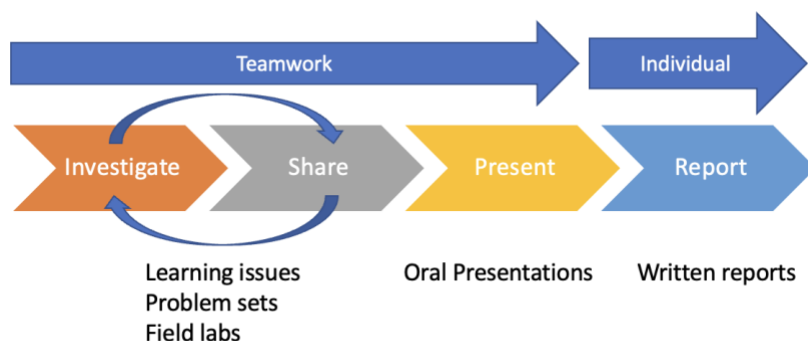 Teamwork
Individual
Investigate
Share
Present
Report
Learning issues
Problem sets
Field labs
Oral Presentations
Written reports